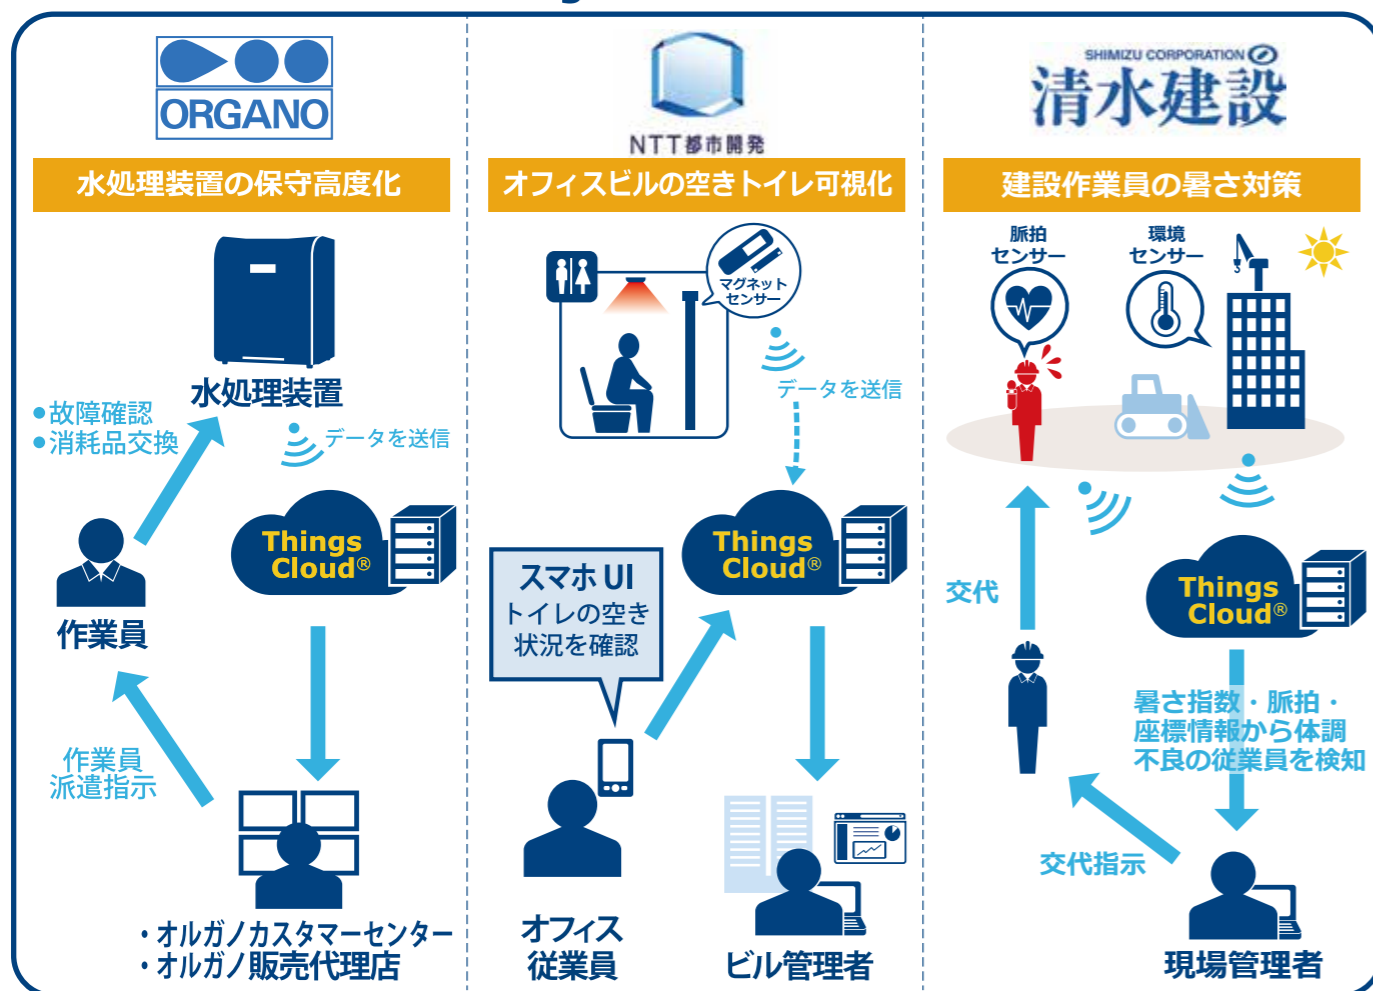 ORGANO
水処理装置の保守高度化
水処理装置
●故障確認
●消耗品交換
データを送信
Things
Cloud®
作業員
作業員
派遣指示
・オルガノカスタマーセンター
・オルガノ販売代理店
NTT都市開発
オフィスビルの空きトイレ可視化
マグネット
センサー
データを送信
Things
Cloud®
スマホ UI
トイレの空き
状況を確認
オフィス
従業員
ビル管理者
SHIMIZU CORPORATION
清水建設
建設作業員の暑さ対策
脈拍
センサー
環境
センサー
交代
Things
Cloud®
暑さ指数・脈拍・
座標情報から体調
不良の従業員を検知
交代指示
現場管理者